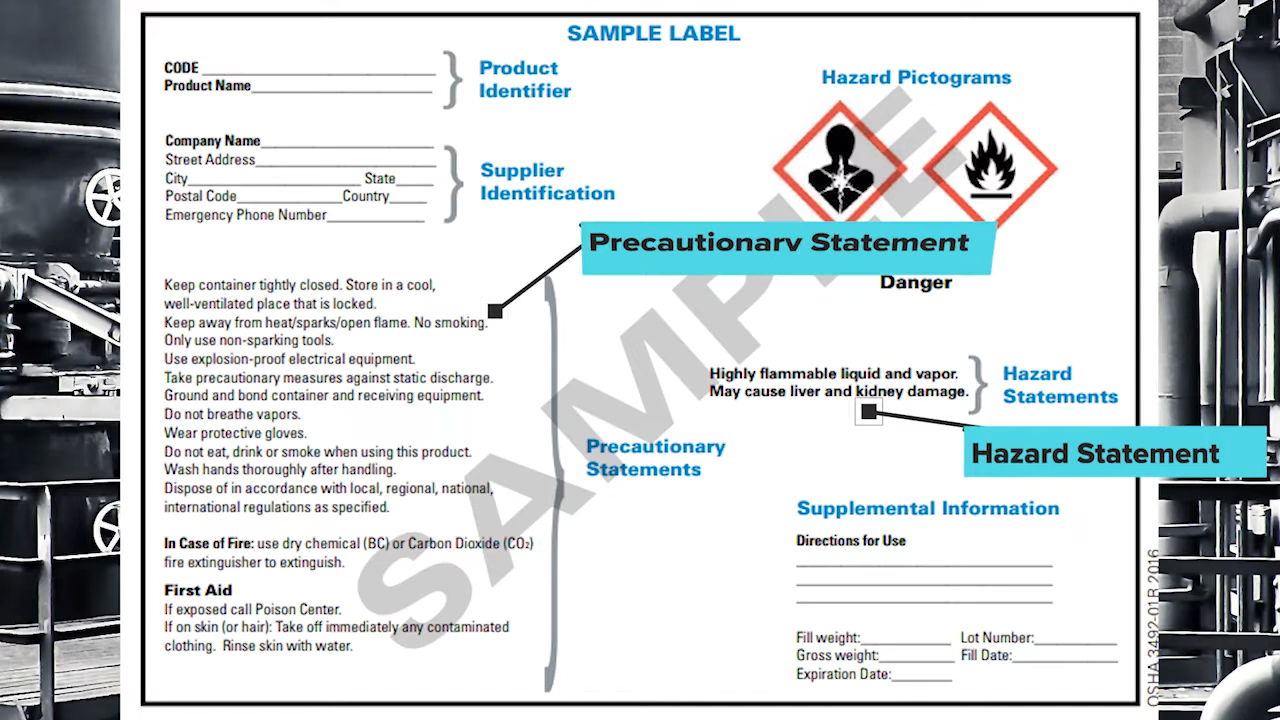 SAMPLE LABEL
CODE
Product Name
Product
Identifier
Company Name
Street Address
City State
Postal Code Country
Emergency Phone Number
Supplier
Identification
Hazard Pictograms
Precautionary Statement
Danger
Keep container tightly closed. Store in a cool,
well-ventilated place that is locked.
Keep away from heat/sparks/open flame. No smoking.
Only use non-sparking tools.
Use explosion-proof electrical equipment.
Take precautionary measures against static discharge.
Ground and bond container and receiving equipment.
Do not breathe vapors.
Wear protective gloves.
Do not eat, drink or smoke when using this product.
Wash hands thoroughly after handling.
Dispose of in accordance with local, regional, national,
international regulations as specified.
In Case of Fire: use dry chemical (BC) or Carbon Dioxide (CO₂)
fire extinguisher to extinguish.
First Aid
If exposed call Poison Center.
If on skin (or hair): Take off immediately any contaminated
clothing. Rinse skin with water.
Precautionary
Statements
Highly flammable liquid and vapor.
May cause liver and kidney damage.
Hazard
Statements
Hazard Statement
Supplemental Information
Directions for Use
Fill weight: Lot Number:
Gross weight: Fill Date:
Expiration Date:
SAMPLE
OSHA 3492-01R 2016